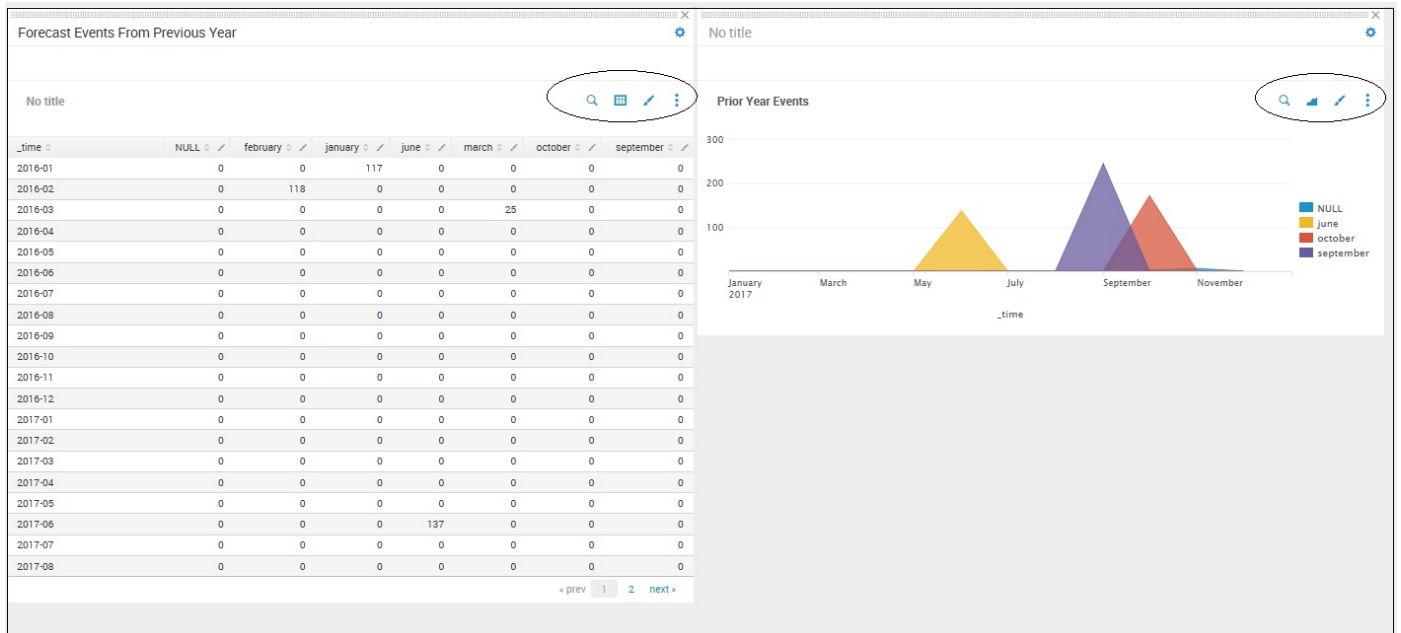 Forecast Events From Previous Year
No title
_time NULL february january june march october september
2016-01 0 0 117 0 0 0 0
2016-02 0 118 0 0 0 0 0
2016-03 0 0 0 0 25 0 0
2016-04 0 0 0 0 0 0 0
2016-05 0 0 0 0 0 0 0
2016-06 0 0 0 0 0 0 0
2016-07 0 0 0 0 0 0 0
2016-08 0 0 0 0 0 0 0
2016-09 0 0 0 0 0 0 0
2016-10 0 0 0 0 0 0 0
2016-11 0 0 0 0 0 0 0
2016-12 0 0 0 0 0 0 0
2017-01 0 0 0 0 0 0 0
2017-02 0 0 0 0 0 0 0
2017-03 0 0 0 0 0 0 0
2017-04 0 0 0 0 0 0 0
2017-05 0 0 0 0 0 0 0
2017-06 0 0 0 137 0 0 0
2017-07 0 0 0 0 0 0 0
2017-08 0 0 0 0 0 0 0
« prev 1 2 next »
No title
Prior Year Events
300
200
100
NULL
june
october
september
January March May July September November
2017
_time